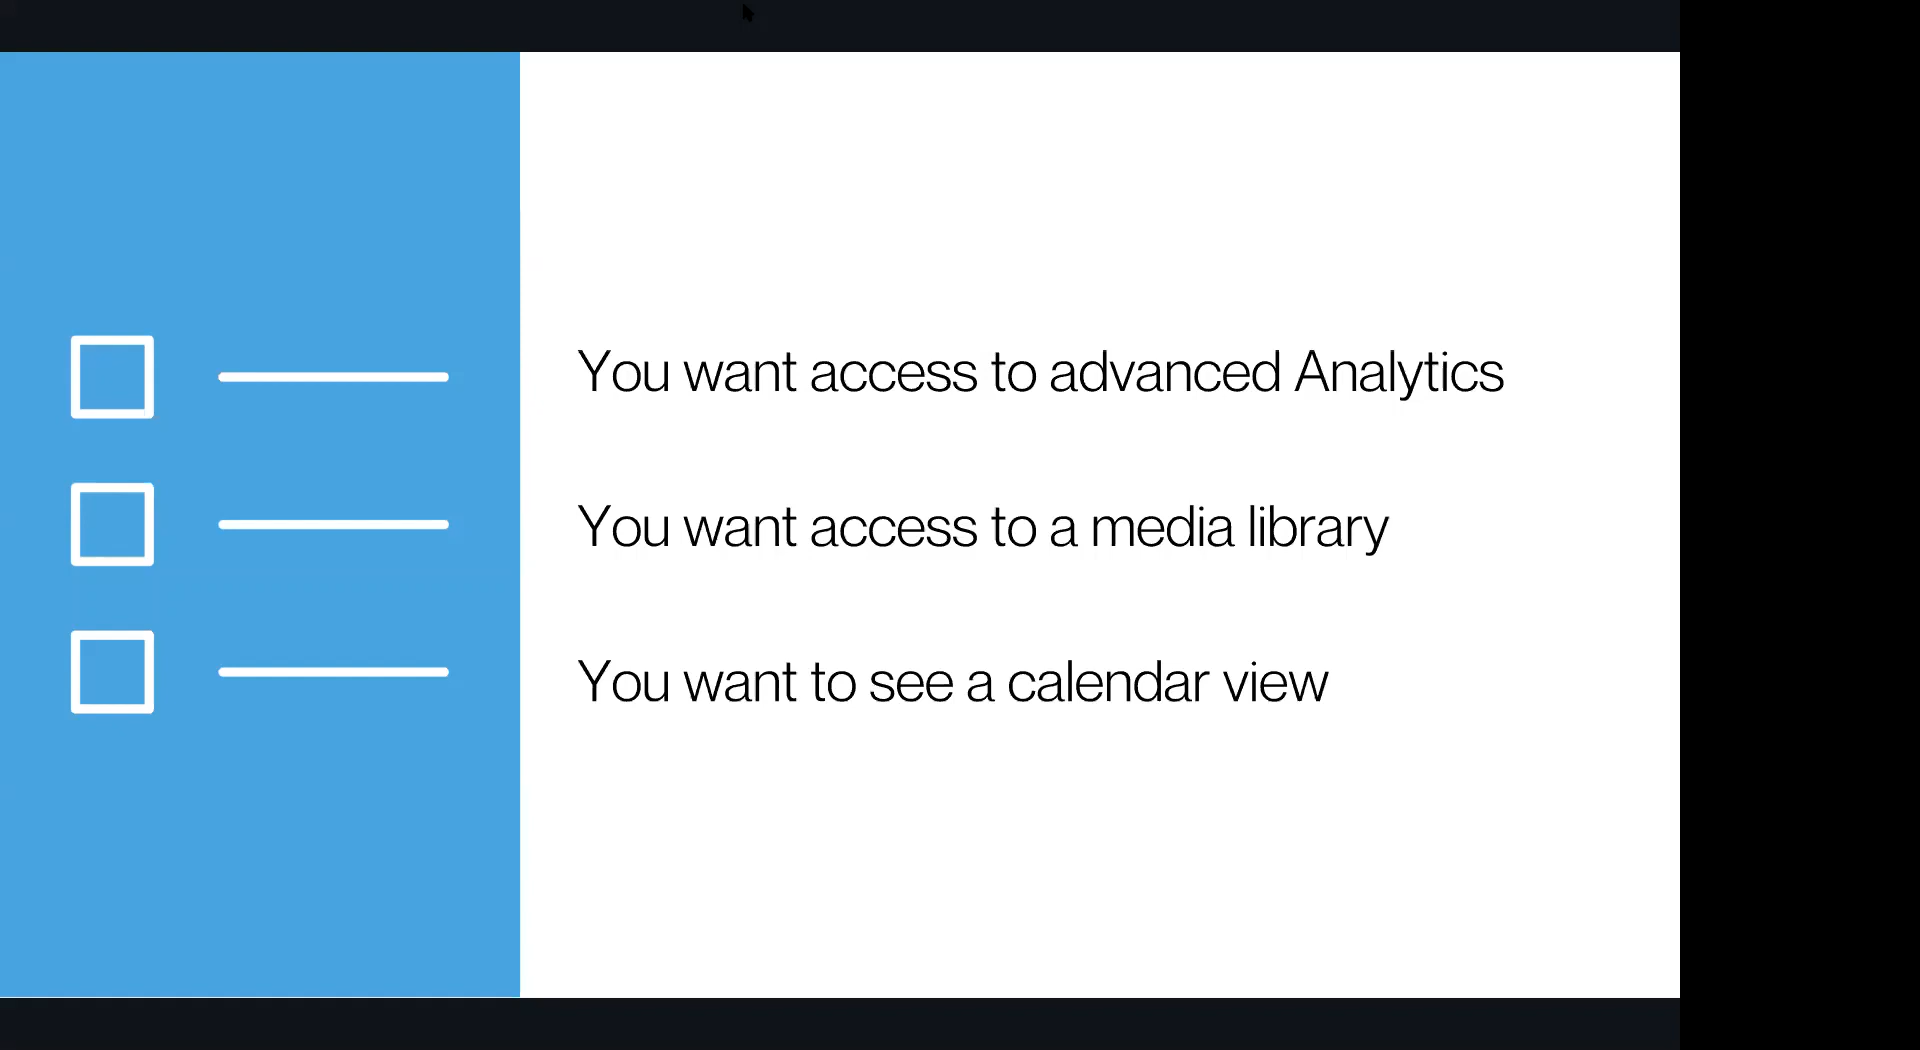 You want access to advanced Analytics
You want access to a media library
You want to see a calendar view